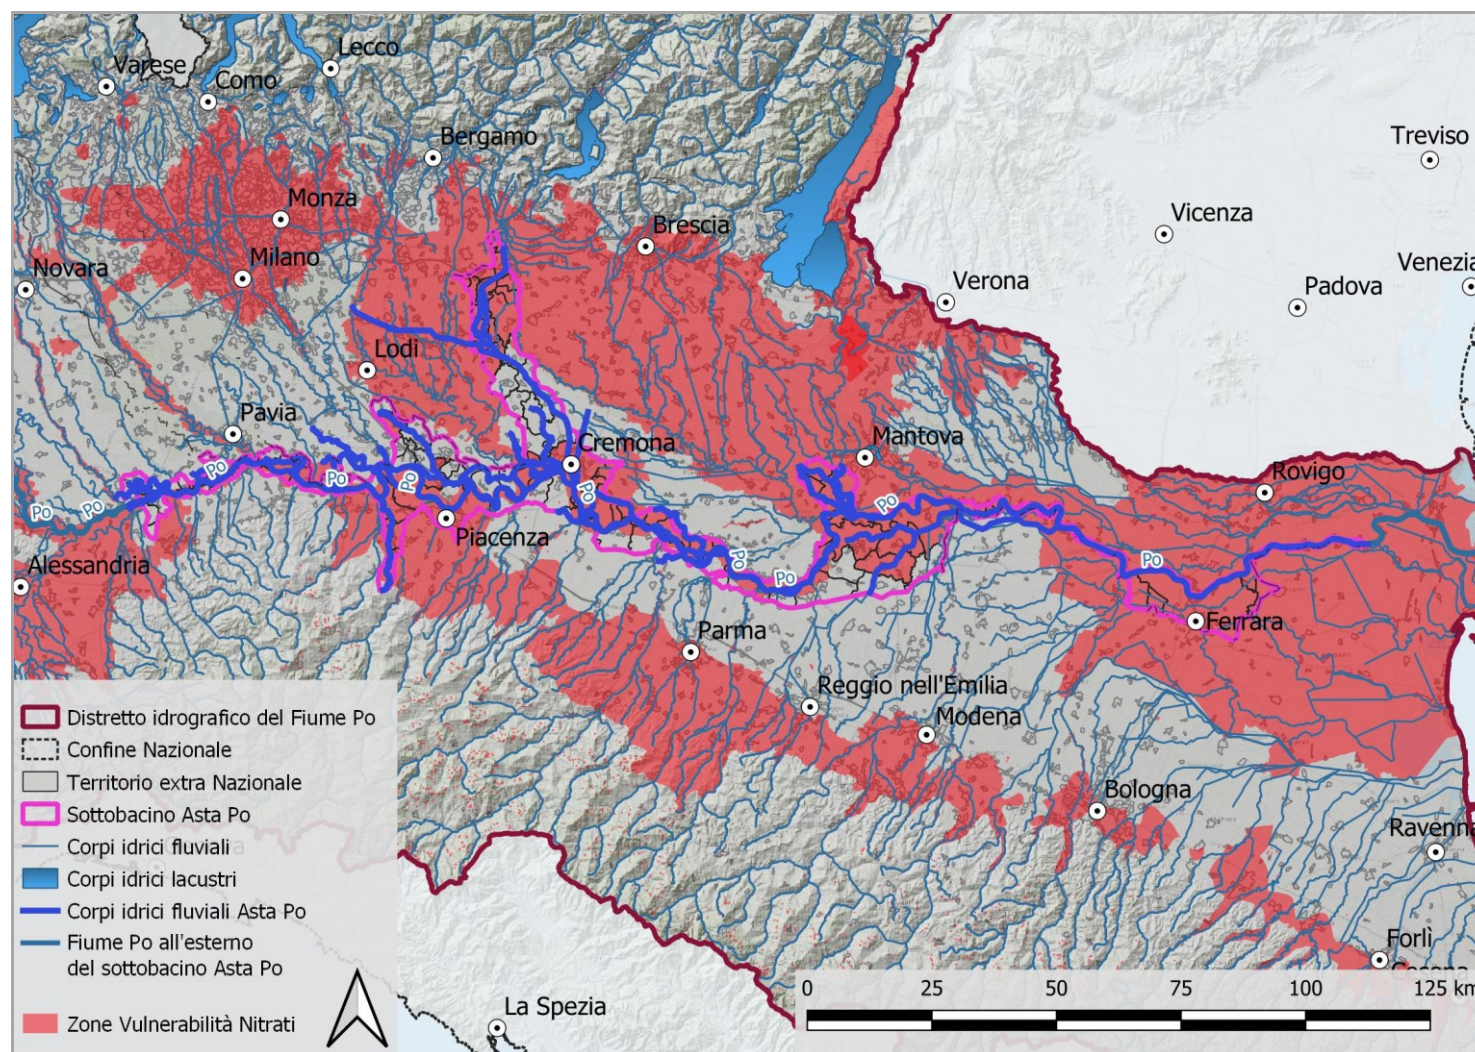 Lecco
Varese
Como
Bergamo
Treviso
Monza
Brescia
Vicenza
Milano
Novara
Verona
Padova
Venezia
Lodi
Pavia
Cremona
Mantova
Rovigo
Po
Po
Po
Po
Po
Po
Po
Piacenza
Po
Po
Po
Alessandria
Ferrara
Parma
Reggio nell'Emilia
Modena
Bologna
Ravenna
Forlì
Cesena
La Spezia
Distretto idrografico del Fiume Po
Confine Nazionale
Territorio extra Nazionale
Sottobacino Asta Po
Corpi idrici fluviali
Corpi idrici lacustri
Corpi idrici fluviali Asta Po
Fiume Po all'esterno
del sottobacino Asta Po
Zone Vulnerabilità Nitrati
0 25 50 75 100 125 km